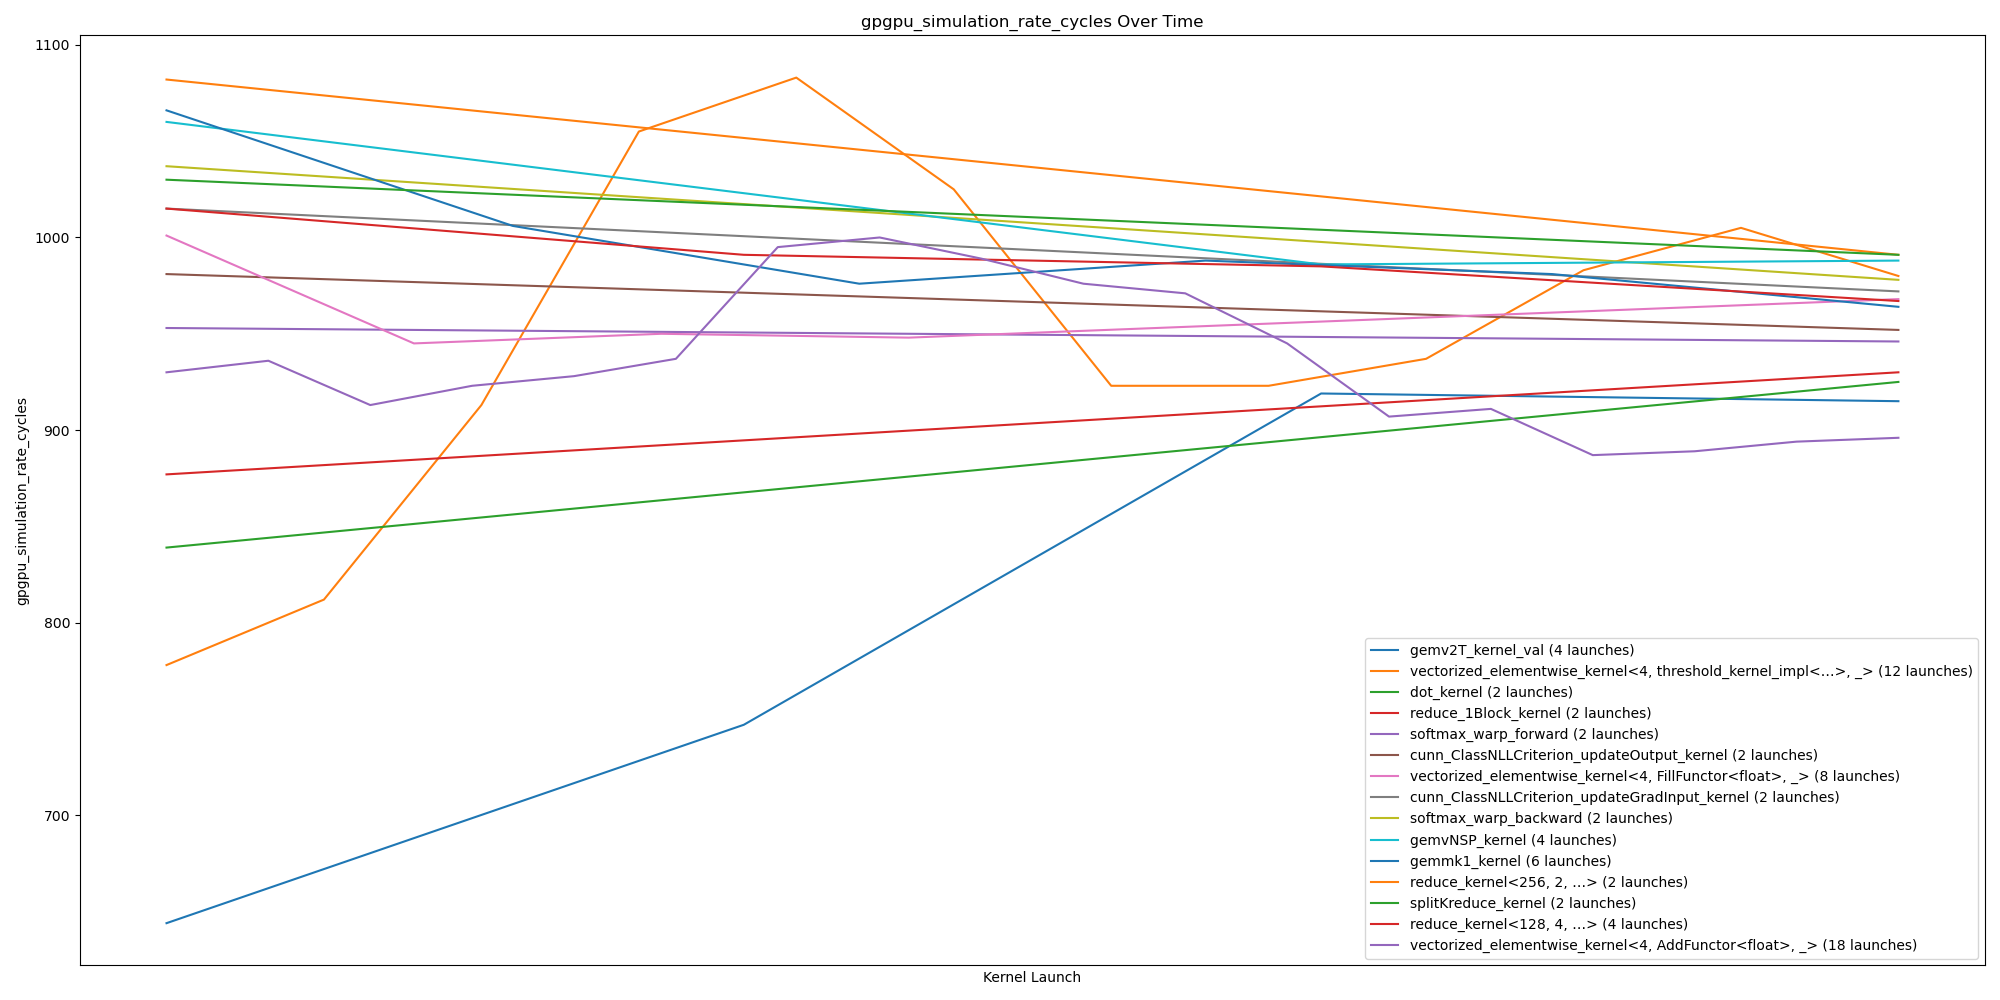 gpgpu_simulation_rate_cycles Over Time
1100
1000
900
800
700
gpgpu_simulation_rate_cycles
Kernel Launch
gemv2T_kernel_val (4 launches)
vectorized_elementwise_kernel<4, threshold_kernel_impl<...>, _> (12 launches)
dot_kernel (2 launches)
reduce_1Block_kernel (2 launches)
softmax_warp_forward (2 launches)
cunn_ClassNLLCriterion_updateOutput_kernel (2 launches)
vectorized_elementwise_kernel<4, FillFunctor<float>, _> (8 launches)
cunn_ClassNLLCriterion_updateGradInput_kernel (2 launches)
softmax_warp_backward (2 launches)
gemvNSP_kernel (4 launches)
gemmk1_kernel (6 launches)
reduce_kernel<256, 2, ...> (2 launches)
splitKreduce_kernel (2 launches)
reduce_kernel<128, 4, ...> (4 launches)
vectorized_elementwise_kernel<4, AddFunctor<float>, _> (18 launches)